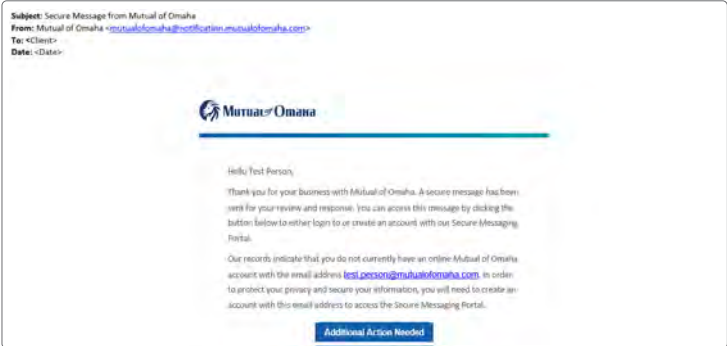 Subject: Secure Message from Mutual of Omaha
From: Mutual of Omaha <mutualofomaha@notification.mutualofomaha.com>
To: <Client>
Date: <Date>
Mutual of Omaha
Hello Test Person,
Thank you for your business with Mutual of Omaha. A secure message has been
sent for your review and response. You can access this message by clicking the
button below to either login to or create an account with our Secure Messaging
Portal.
Our records indicate that you do not currently have an online Mutual of Omaha
account with the email address test.person@mutualofomaha.com. In order
to protect your privacy and secure your information, you will need to create an
account with this email address to access the Secure Messaging Portal.
Additional Action Needed